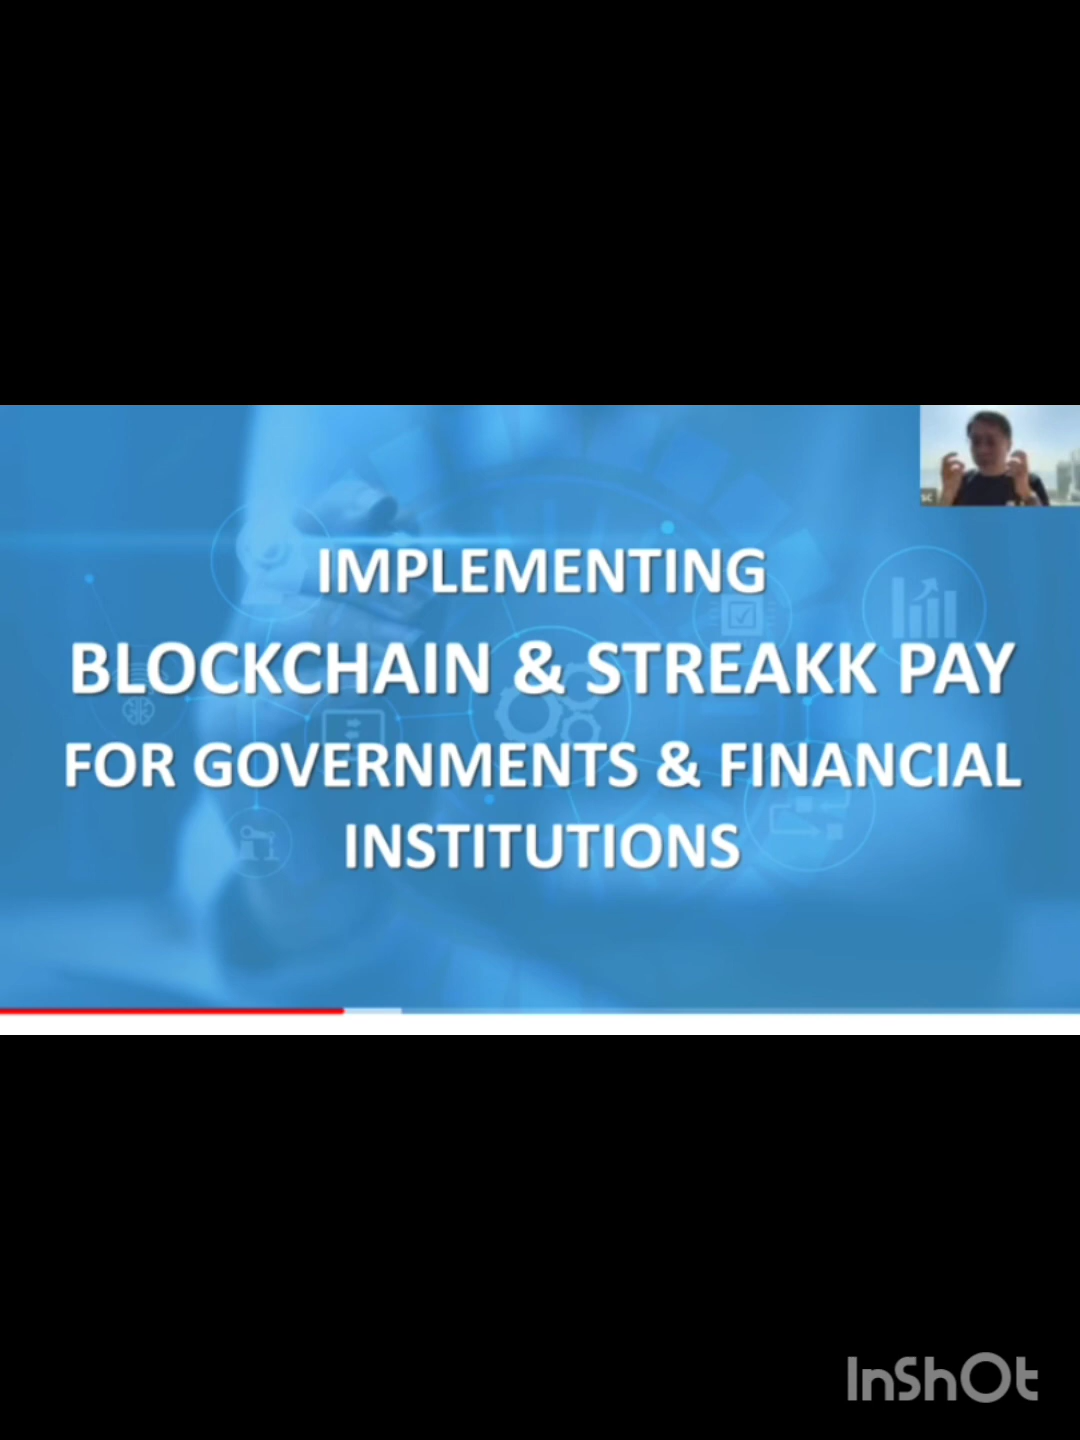 IMPLEMENTING
BLOCKCHAIN & STREAKK PAY
FOR GOVERNMENTS & FINANCIAL
INSTITUTIONS
InShOt